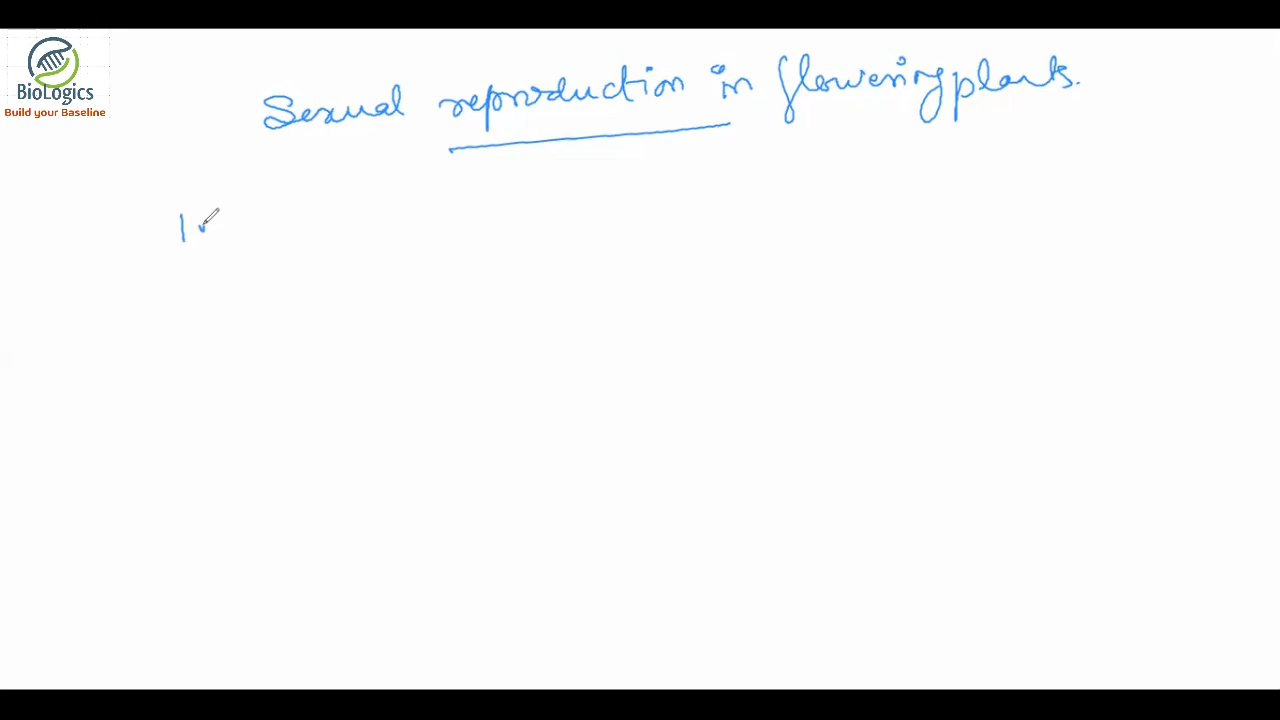 BioLogics
Build your Baseline
Sexual reproduction in flowering plants.